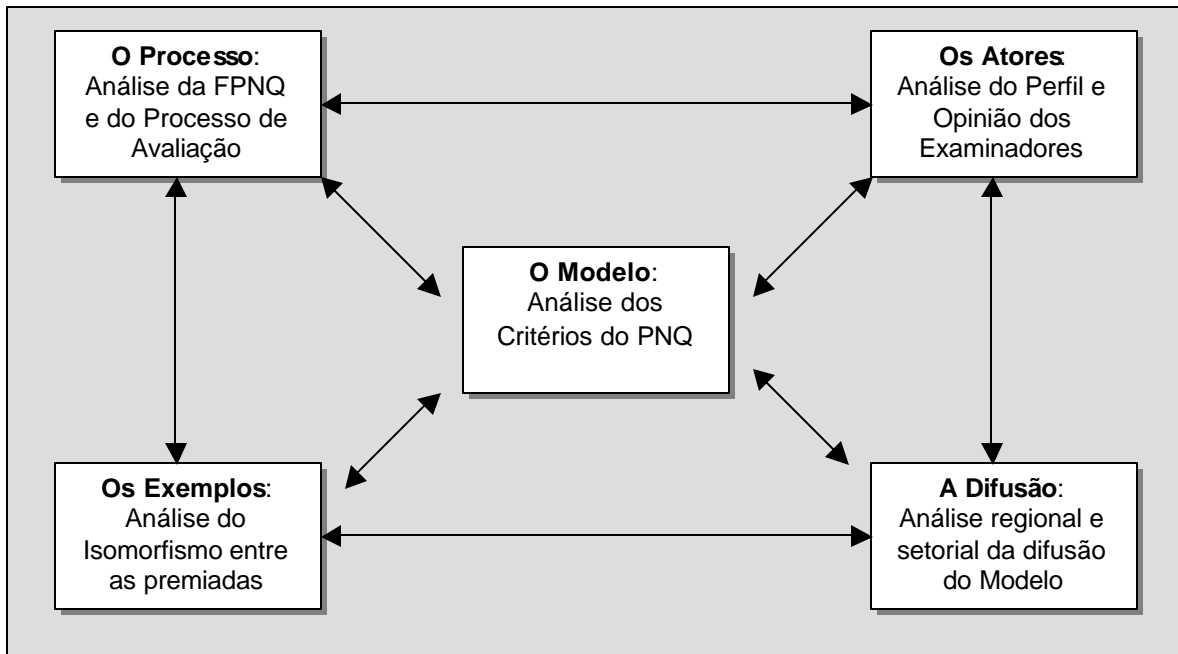 O Processo:
Análise da FPNQ
e do Processo de
Avaliação
Os Atores:
Análise do Perfil e
Opinião dos
Examinadores
O Modelo:
Análise dos
Critérios do PNQ
Os Exemplos:
Análise do
Isomorfismo entre
as premiadas
A Difusão:
Análise regional e
setorial da difusão
do Modelo